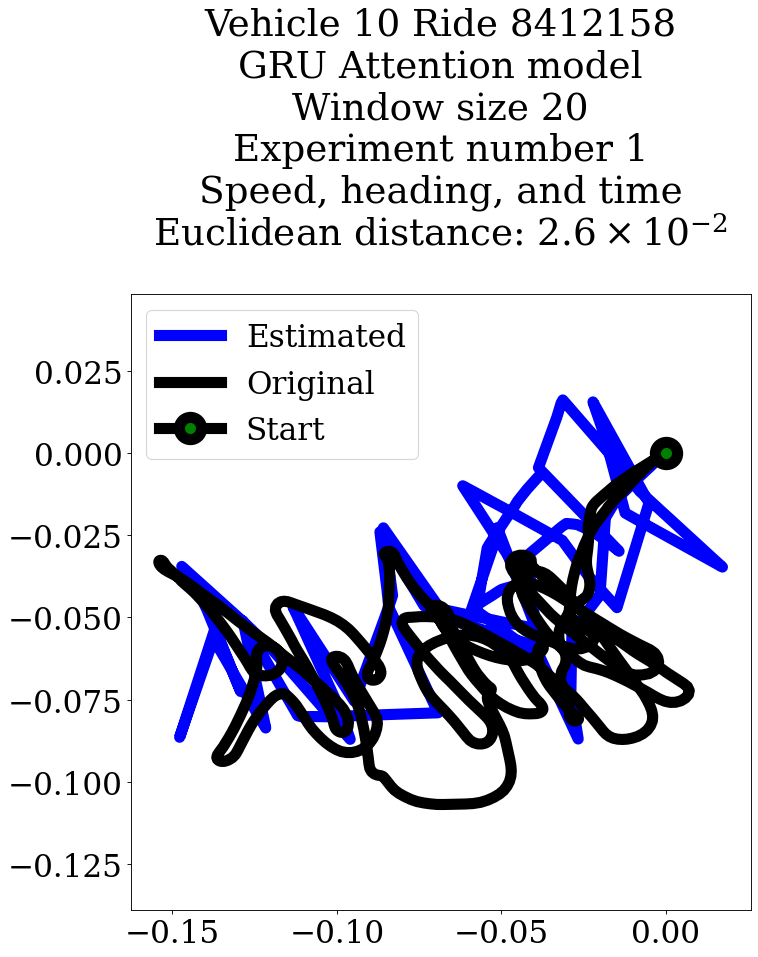 Vehicle 10 Ride 8412158
GRU Attention model
Window size 20
Experiment number 1
Speed, heading, and time
Euclidean distance: 2.6 × 10⁻²
Estimated
Original
Start
0.025
0.000
−0.025
−0.050
−0.075
−0.100
−0.125
−0.15 −0.10 −0.05 0.00